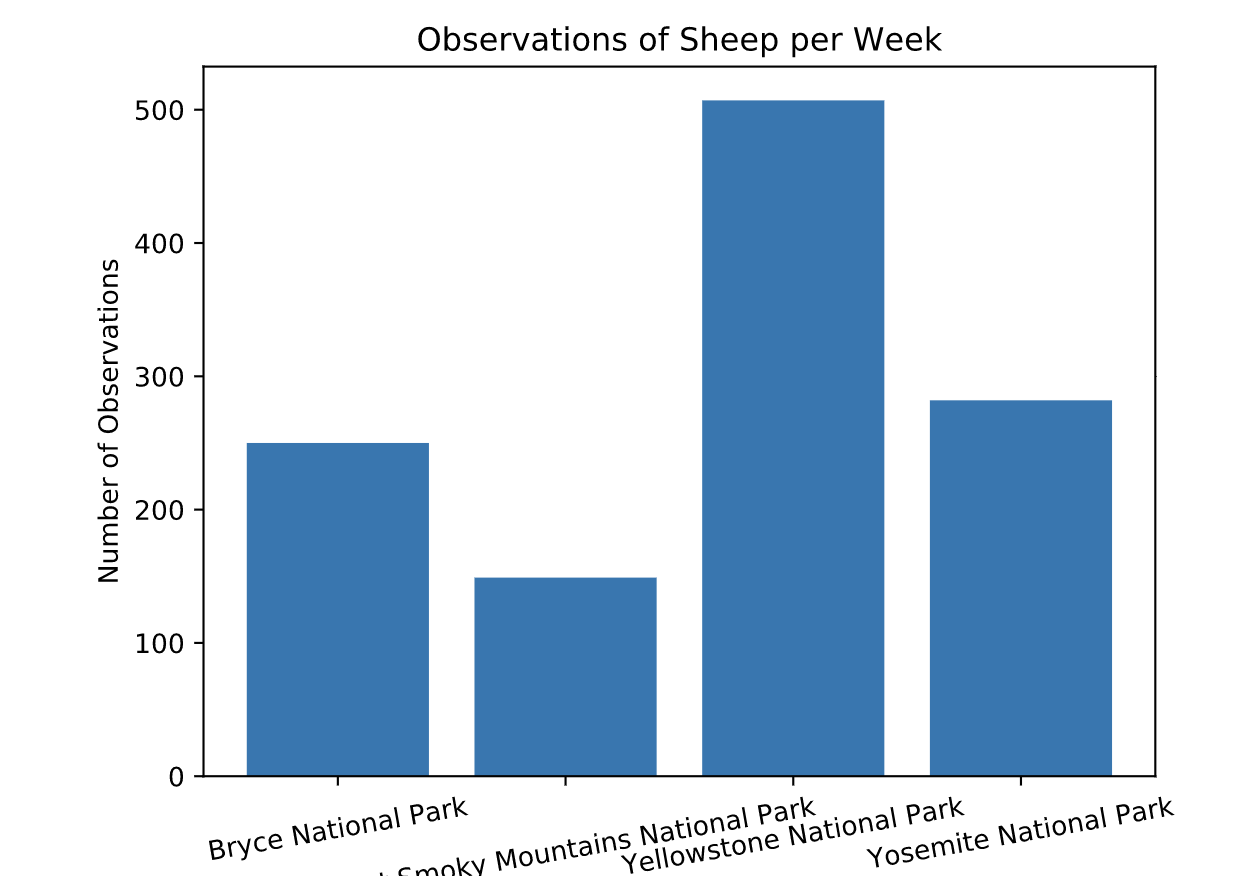 Observations of Sheep per Week
Number of Observations
500
400
300
200
100
0
Bryce National Park
Smoky Mountains National Park
Yellowstone National Park
Yosemite National Park